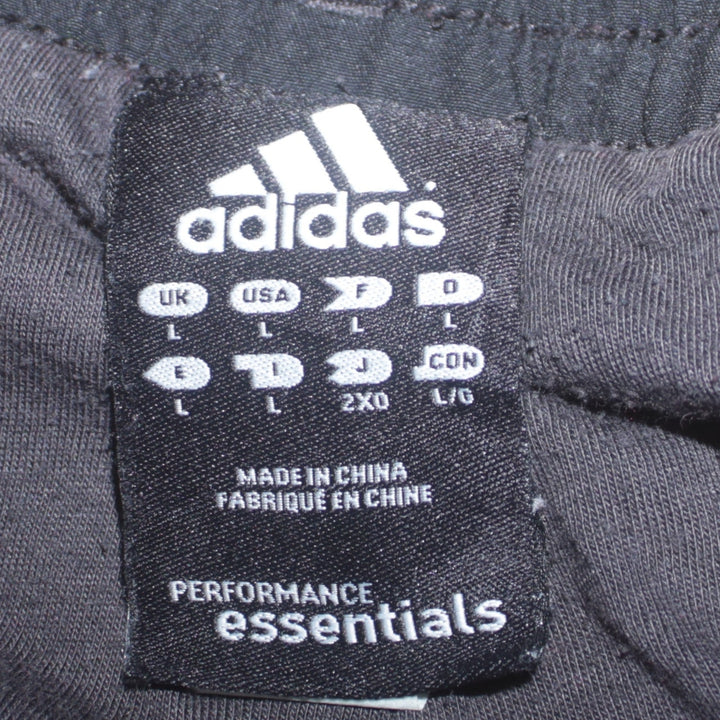 adidas
UK USA F D
L L L L
E I J CON
L L 2XO L/G
MADE IN CHINA
FABRIQUÉ EN CHINE
PERFORMANCE
essentials